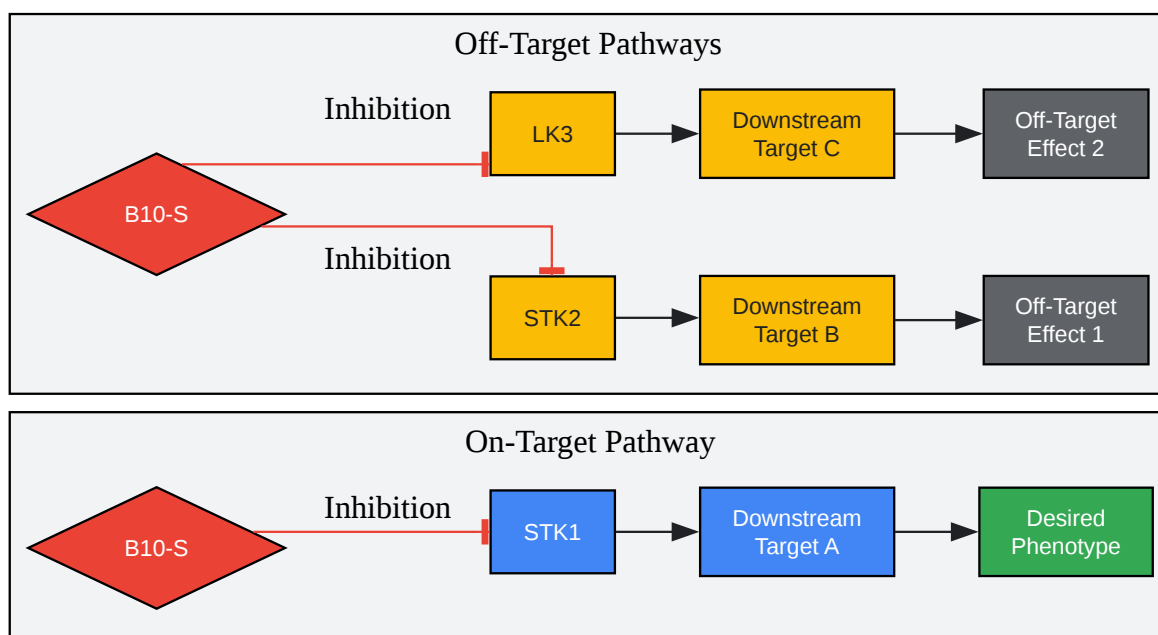 Off-Target Pathways
Inhibition
LK3
Downstream
Target C
Off-Target
Effect 2
B10-S
Inhibition
STK2
Downstream
Target B
Off-Target
Effect 1
On-Target Pathway
B10-S
Inhibition
STK1
Downstream
Target A
Desired
Phenotype